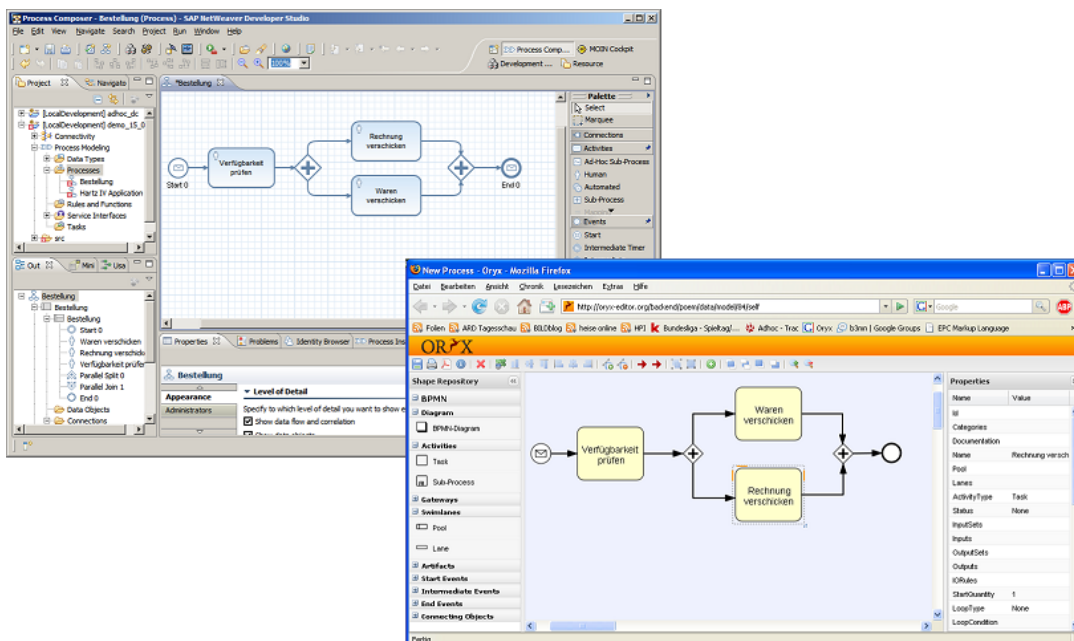 Process Composer - Bestellung (Process) - SAP NetWeaver Developer Studio
File Edit View Navigate Search Project Run Window Help
100%
Process Comp... MOIN Cockpit
Development ... Resource
Project Navigato
[LocalDevelopment] adhoc_dc
[LocalDevelopment] demo_15_0
Connectivity
Process Modeling
Data Types
Processes
Bestellung
Hartz IV Application
Rules and Functions
Service Interfaces
Tasks
src
*Bestellung
Start 0
Verfügbarkeit
prüfen
Rechnung
verschicken
Waren
verschicken
End 0
Palette
Select
Marquee
Connections
Activities
Ad-Hoc Sub-Process
Human
Automated
Sub-Process
Events
Start
Intermediate Timer
Out Mini Usa
Bestellung
Bestellung
Bestellung
Start 0
Waren verschicken
Rechnung verschicke
Verfügbarkeit prüfen
Parallel Split 0
Parallel Join 1
End 0
Data Objects
Connections
Properties Problems Identity Browser Process Ins
Bestellung
Appearance
Administrators
Level of Detail
Specify to which level of detail you want to show e
Show data flow and correlation
Show data objects
New Process - Oryx - Mozilla Firefox
Datei Bearbeiten Ansicht Chronik Lesezeichen Extras Hilfe
http://oryx-editor.org/backend/poem/data/model/84/self
Google
ABP
Folien ARD Tagesschau BILDblog heise online HPI Bundesliga - Spieltag/... Adhoc - Trac Oryx b3mn | Google Groups EPC Markup Language
ORYX
Shape Repository
BPMN
Diagram
BPMN-Diagram
Activities
Task
Sub-Process
Gateways
Swimlanes
Pool
Lane
Artifacts
Start Events
Intermediate Events
End Events
Connecting Objects
Verfügbarkeit
prüfen
Waren
verschicken
Rechnung
verschicken
Properties
Name Value
Id
Categories
Documentation
Name Rechnung versch
Pool
Lanes
ActivityType Task
Status None
InputSets
Inputs
OutputSets
Outputs
IORules
StartQuantity 1
LoopType None
LoopCondition
Fertig